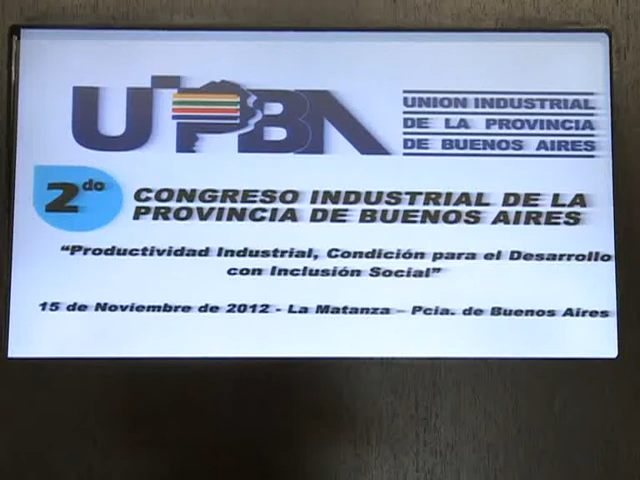 UIPBA
UNION INDUSTRIAL
DE LA PROVINCIA
DE BUENOS AIRES
2do
CONGRESO INDUSTRIAL DE LA
PROVINCIA DE BUENOS AIRES
“Productividad Industrial, Condición para el Desarrollo
con Inclusión Social”
15 de Noviembre de 2012 - La Matanza – Pcia. de Buenos Aires